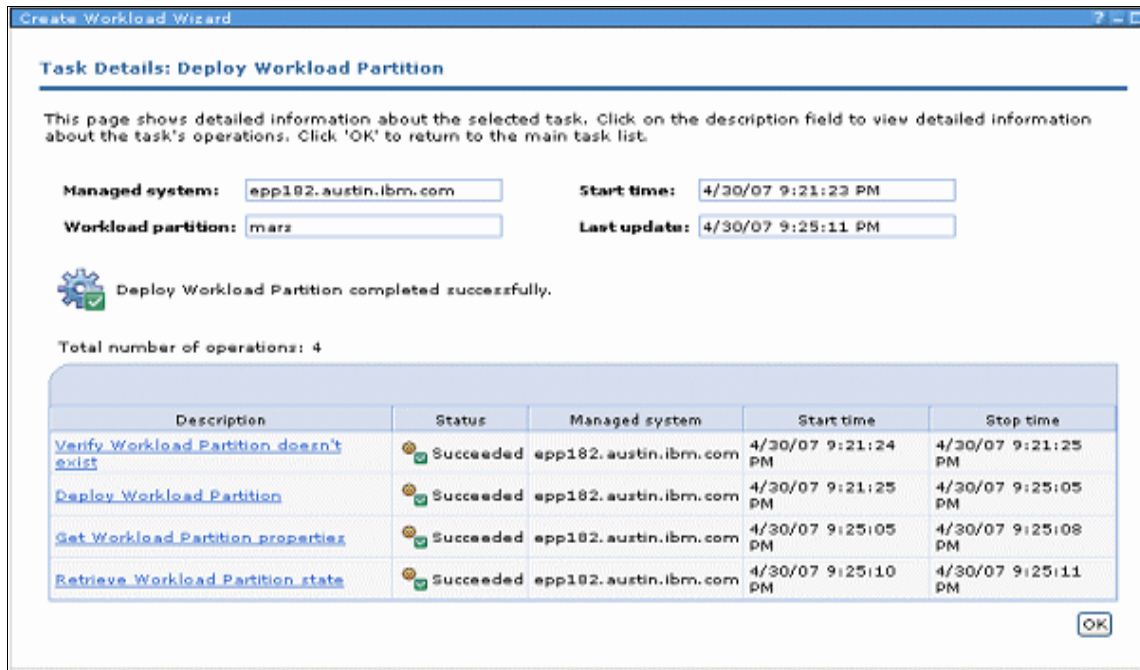 Create Workload Wizard
?
Task Details: Deploy Workload Partition
This page shows detailed information about the selected task. Click on the description field to view detailed information
about the task's operations. Click 'OK' to return to the main task list.
Managed system: epp182.austin.ibm.com Start time: 4/30/07 9:21:23 PM
Workload partition: mars Last update: 4/30/07 9:25:11 PM
Deploy Workload Partition completed successfully.
Total number of operations: 4
Description Status Managed system Start time Stop time
Verify Workload Partition doesn't
exist
Succeeded epp182.austin.ibm.com
4/30/07 9:21:24
PM
4/30/07 9:21:25
PM
Deploy Workload Partition Succeeded epp182.austin.ibm.com
4/30/07 9:21:25
PM
4/30/07 9:25:05
PM
Get Workload Partition properties Succeeded epp182.austin.ibm.com
4/30/07 9:25:05
PM
4/30/07 9:25:08
PM
Retrieve Workload Partition state Succeeded epp182.austin.ibm.com
4/30/07 9:25:10
PM
4/30/07 9:25:11
PM
OK